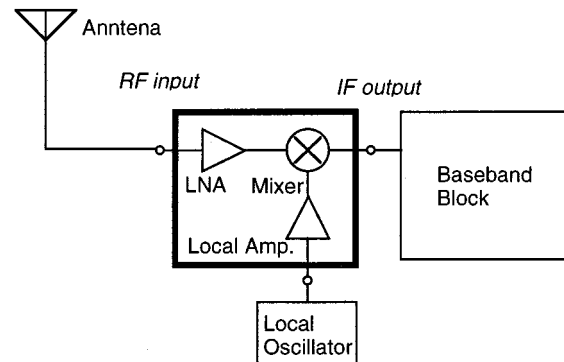 Anntena
RF input
IF output
LNA
Mixer
Local Amp.
Baseband
Block
Local
Oscillator